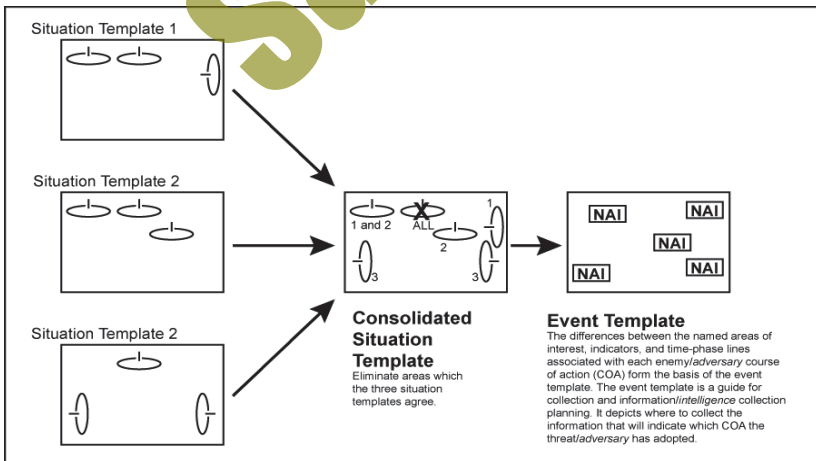 Situation Template 1
Situation Template 2
Situation Template 2
1 and 2
ALL
1
2
3
3
NAI
NAI
NAI
NAI
NAI
Consolidated
Situation
Template
Eliminate areas which
the three situation
templates agree.
Event Template
The differences between the named areas of
interest, indicators, and time-phase lines
associated with each enemy/adversary course
of action (COA) form the basis of the event
template. The event template is a guide for
collection and information/intelligence collection
planning. It depicts where to collect the
information that will indicate which COA the
threat/adversary has adopted.